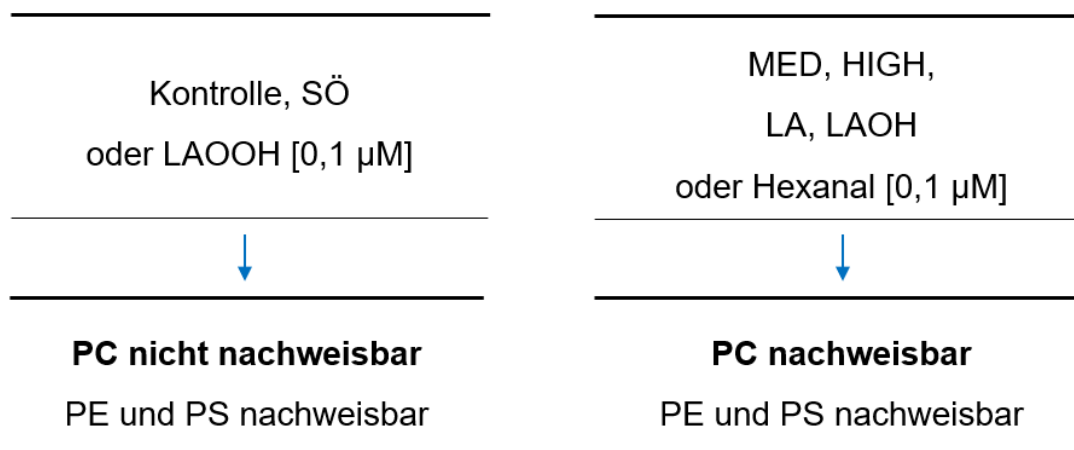 Kontrolle, SÖ
oder LAOOH [0,1 µM]
PC nicht nachweisbar
PE und PS nachweisbar
MED, HIGH,
LA, LAOH
oder Hexanal [0,1 µM]
PC nachweisbar
PE und PS nachweisbar